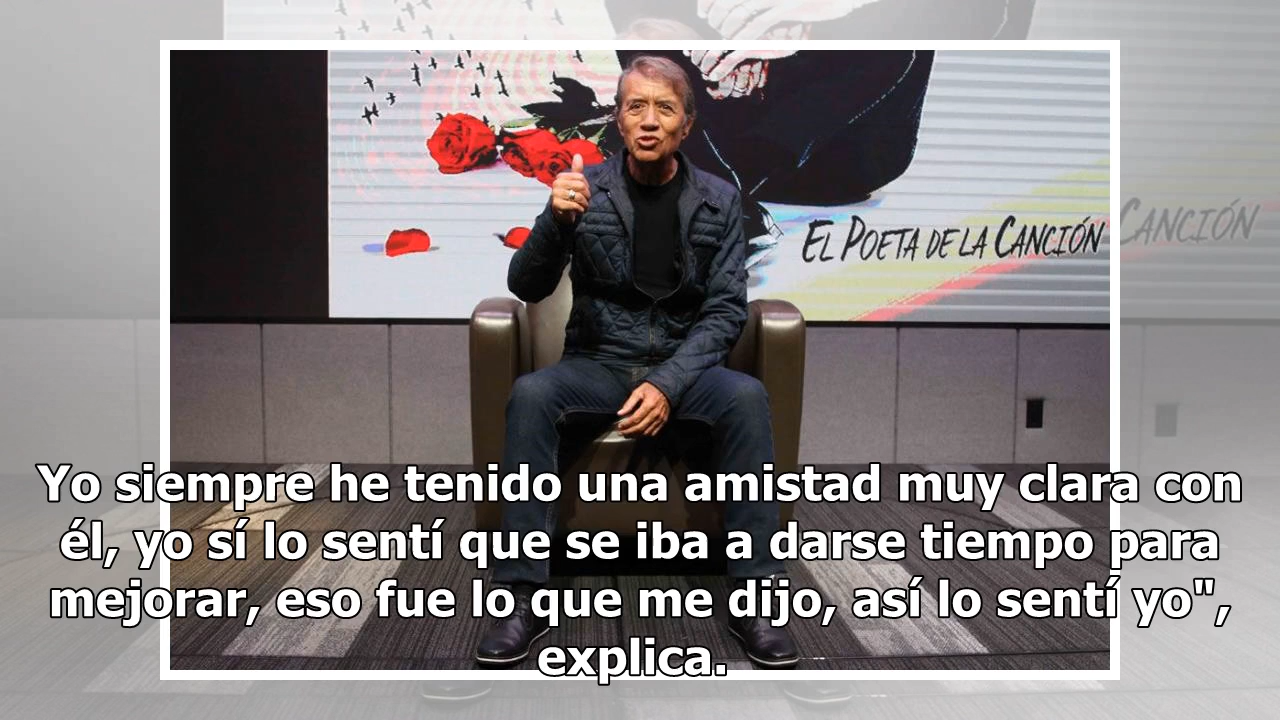 EL POETA DE LA CANCIÓN
CANCIÓN
Yo siempre he tenido una amistad muy clara con
él, yo sí lo sentí que se iba a darse tiempo para
mejorar, eso fue lo que me dijo, así lo sentí yo",
explica.